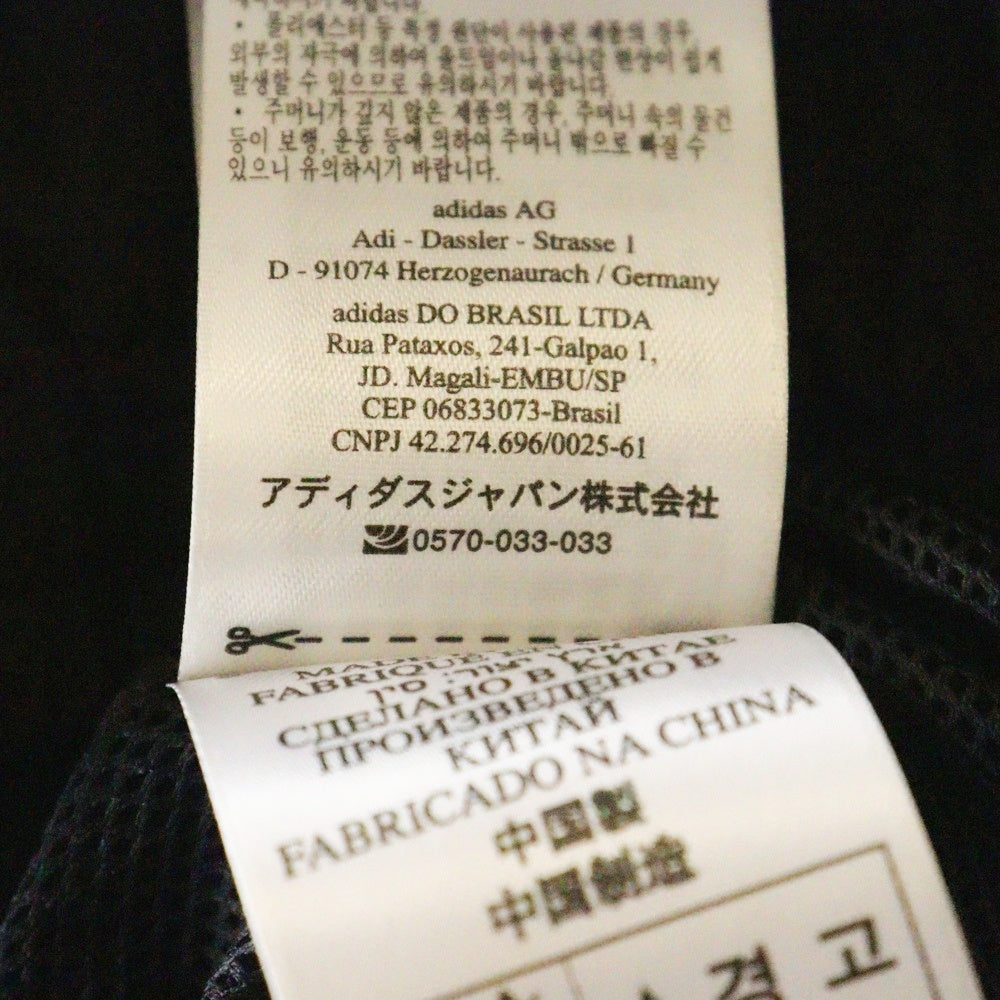 • 폴리에스터 등 특정 원단이 사용된 제품의 경우,
외부의 자극에 의하여 올트임이나 올나감 현상이 쉽게
발생할 수 있으므로 유의하시기 바랍니다.
• 주머니가 깊지 않은 제품의 경우, 주머니 속의 물건
등이 보행, 운동 등에 의하여 주머니 밖으로 빠질 수
있으니 유의하시기 바랍니다.
adidas AG
Adi - Dassler - Strasse 1
D - 91074 Herzogenaurach / Germany
adidas DO BRASIL LTDA
Rua Pataxos, 241-Galpao 1,
JD. Magali-EMBU/SP
CEP 06833073-Brasil
CNPJ 42.274.696/0025-61
アディダスジャパン株式会社
0570-033-033
FABRIQUE
СДЕЛАНО В КИТАЕ
ПРОИЗВЕДЕНО В
КИТАЙ
FABRICADO NA CHINA
中国製
中国制造
경 고